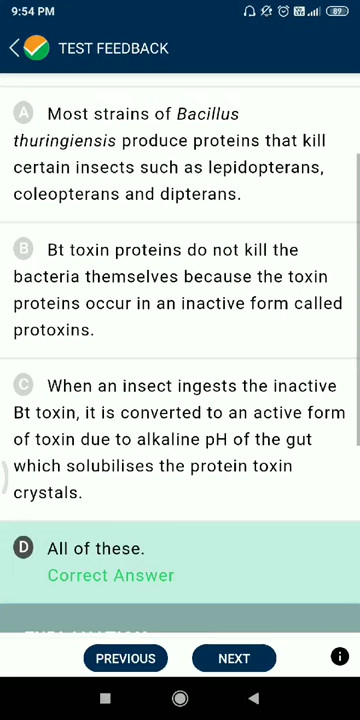 9:54 PM
89
TEST FEEDBACK
A Most strains of Bacillus
thuringiensis produce proteins that kill
certain insects such as lepidopterans,
coleopterans and dipterans.
B Bt toxin proteins do not kill the
bacteria themselves because the toxin
proteins occur in an inactive form called
protoxins.
C When an insect ingests the inactive
Bt toxin, it is converted to an active form
of toxin due to alkaline pH of the gut
which solubilises the protein toxin
crystals.
D All of these.
Correct Answer
PREVIOUS NEXT